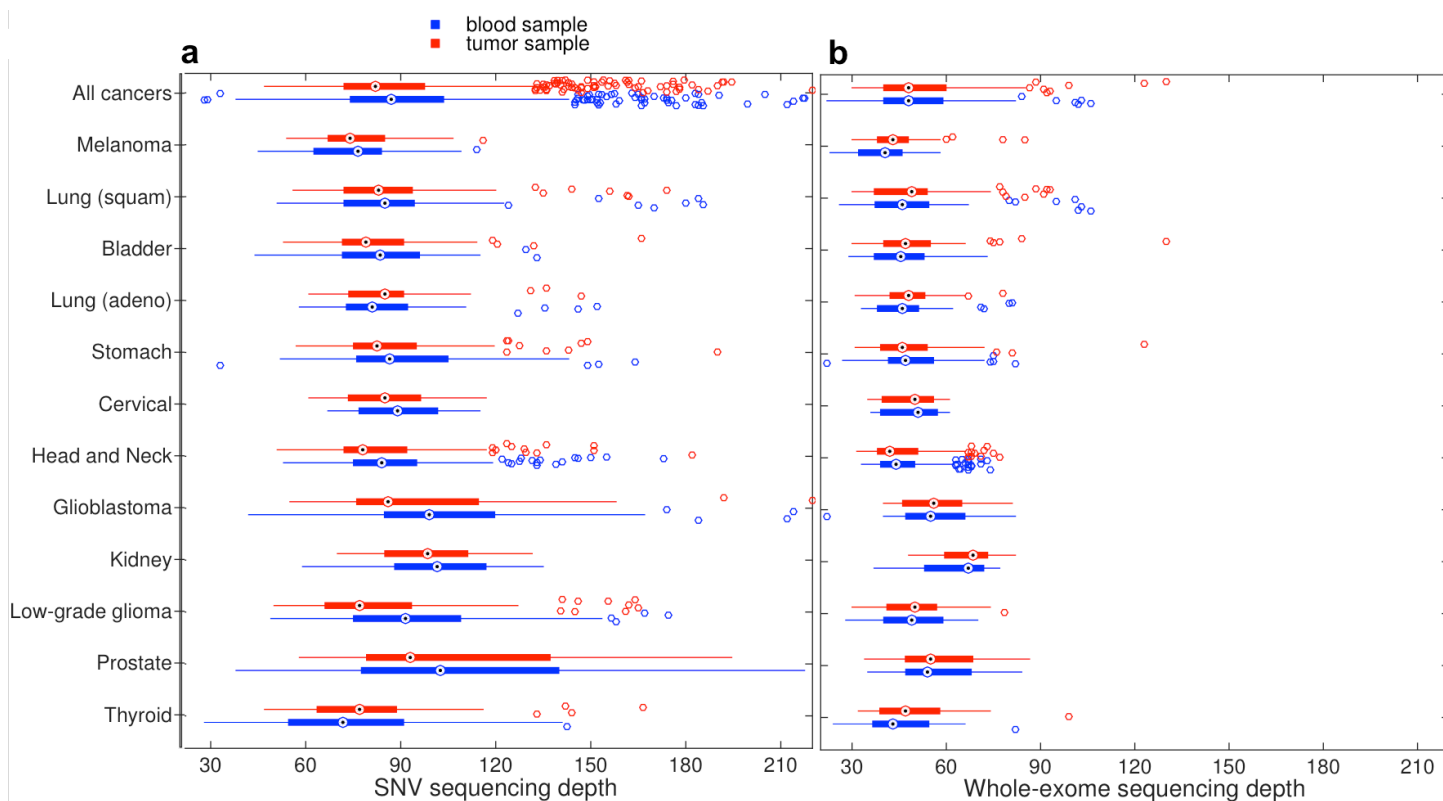 blood sample
tumor sample
a
b
All cancers
Melanoma
Lung (squam)
Bladder
Lung (adeno)
Stomach
Cervical
Head and Neck
Glioblastoma
Kidney
Low-grade glioma
Prostate
Thyroid
30 60 90 120 150 180 210
30 60 90 120 150 180 210
SNV sequencing depth
Whole-exome sequencing depth